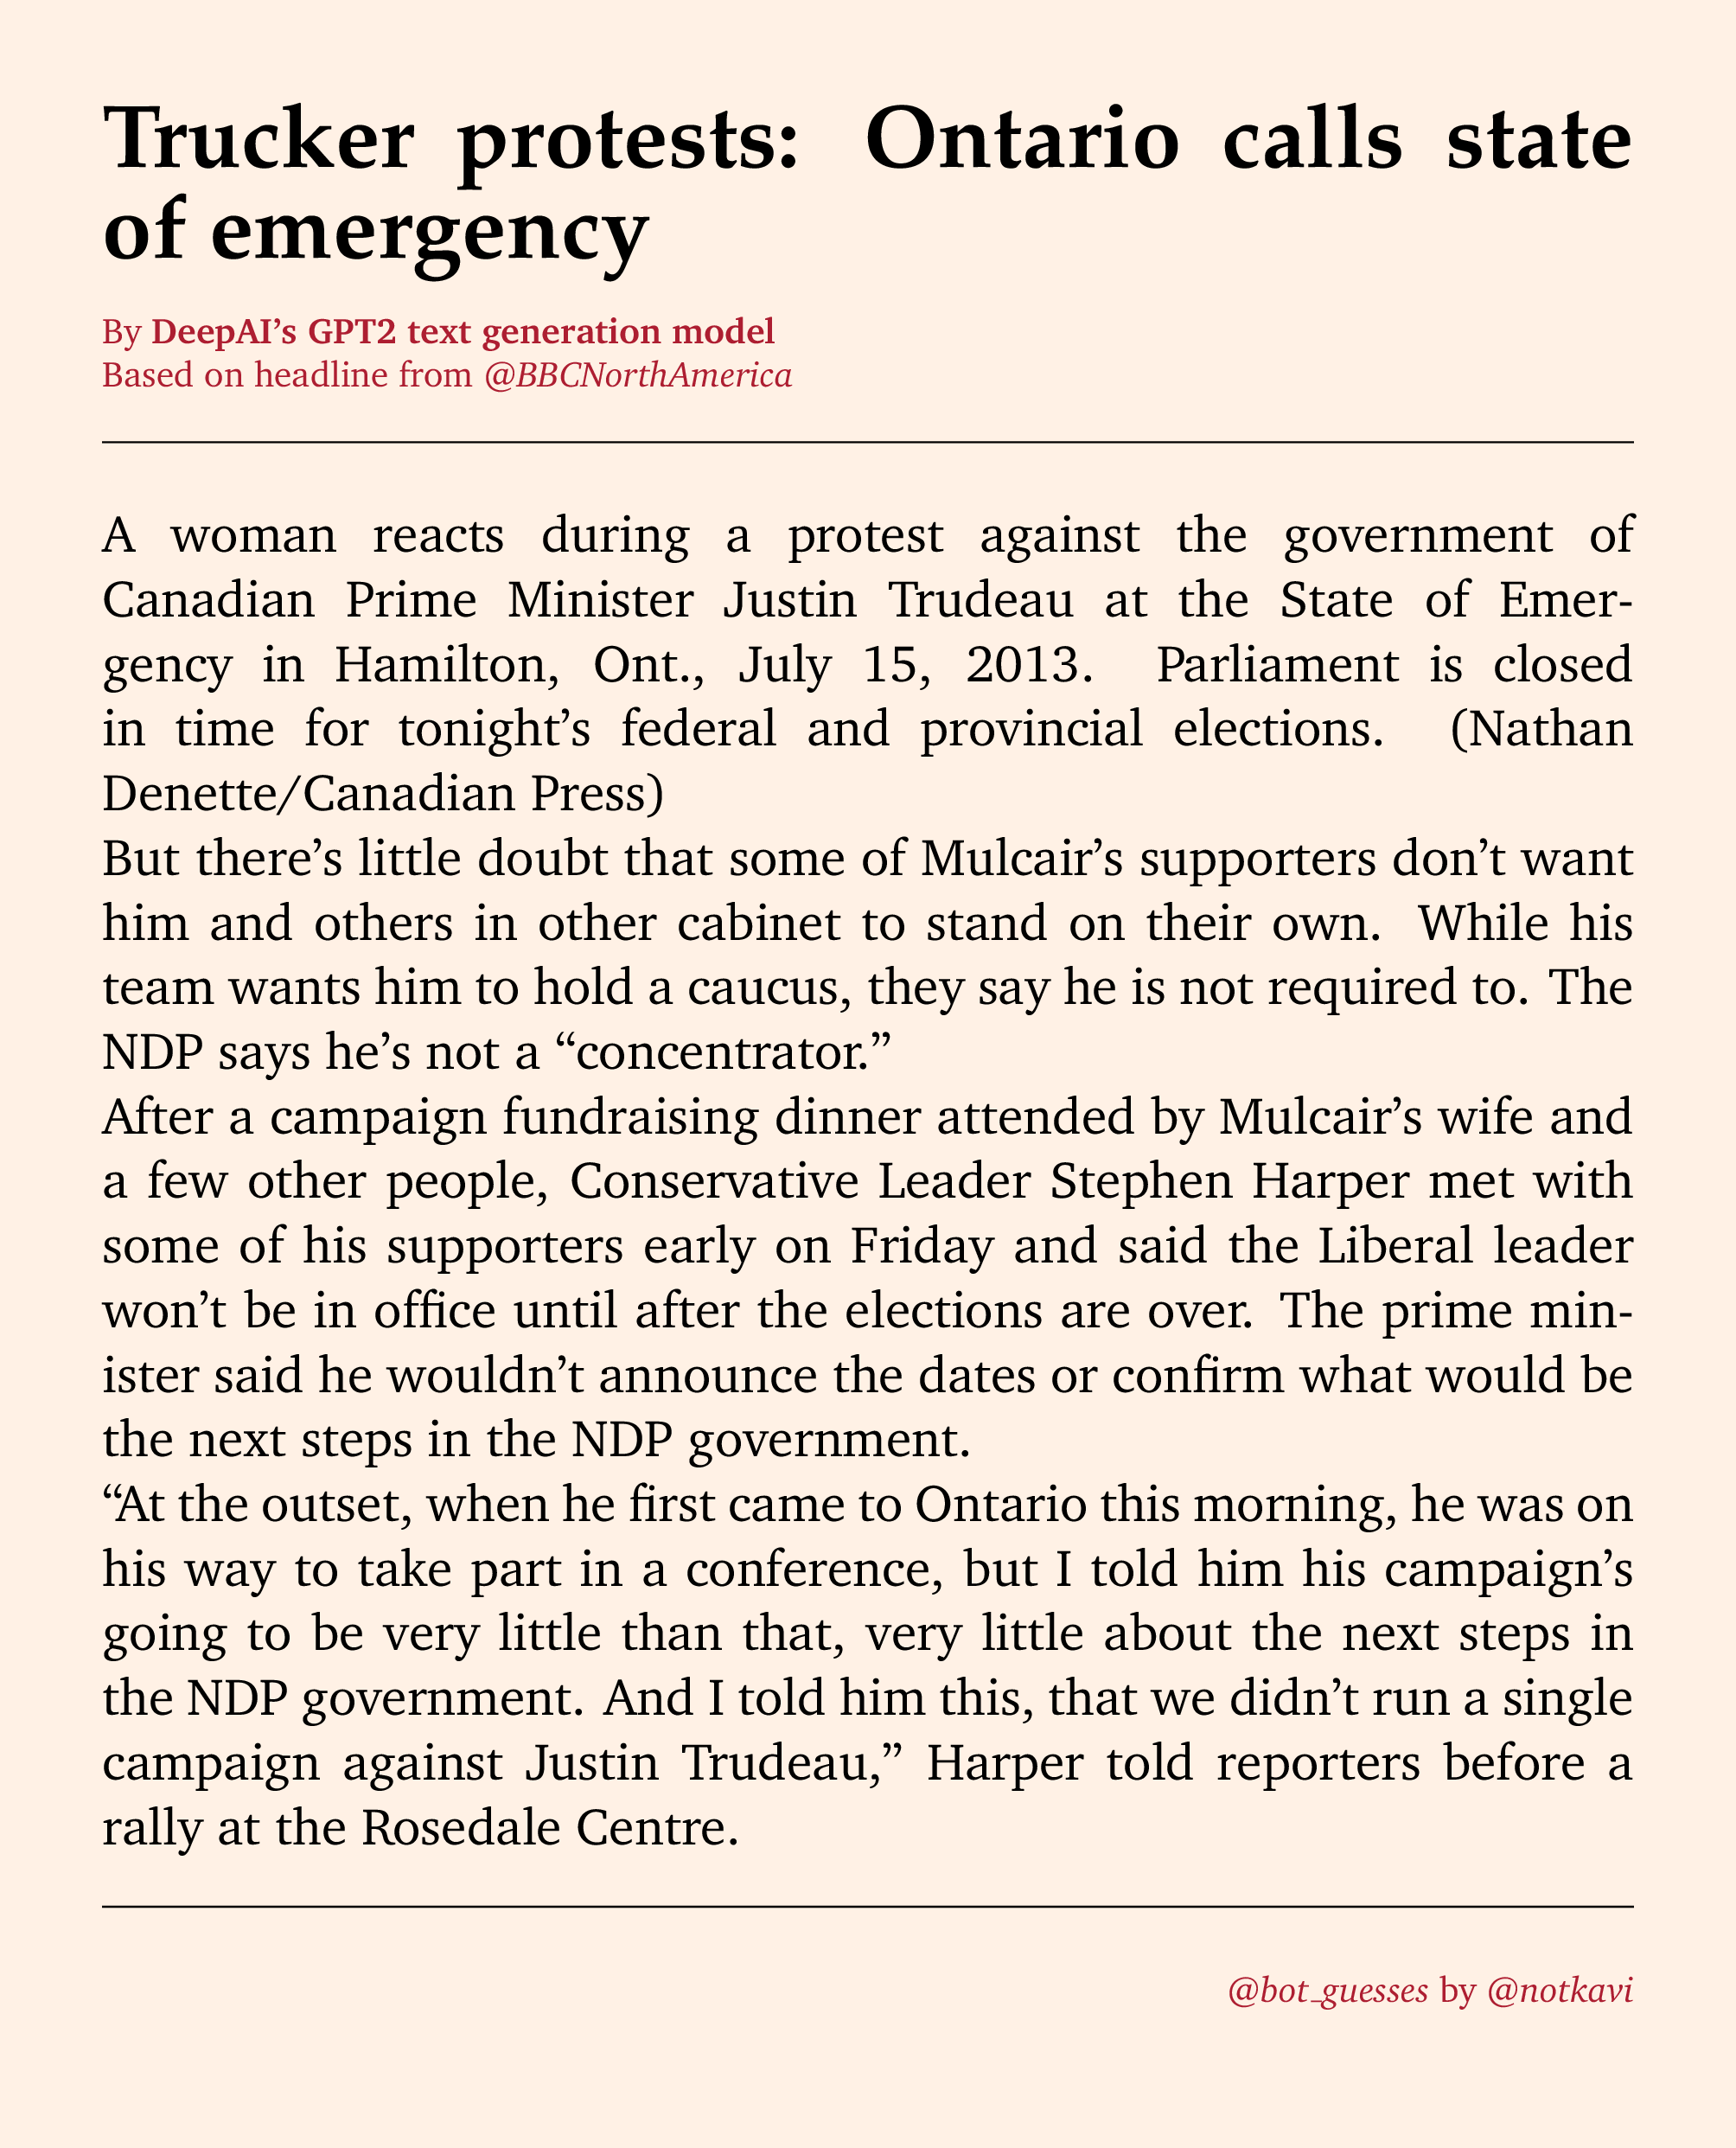 Trucker protests: Ontario calls state
of emergency
By DeepAI’s GPT2 text generation model
Based on headline from @BBCNorthAmerica
A woman reacts during a protest against the government of
Canadian Prime Minister Justin Trudeau at the State of Emer-
gency in Hamilton, Ont., July 15, 2013. Parliament is closed
in time for tonight’s federal and provincial elections. (Nathan
Denette/Canadian Press)
But there’s little doubt that some of Mulcair’s supporters don’t want
him and others in other cabinet to stand on their own. While his
team wants him to hold a caucus, they say he is not required to. The
NDP says he’s not a “concentrator.”
After a campaign fundraising dinner attended by Mulcair’s wife and
a few other people, Conservative Leader Stephen Harper met with
some of his supporters early on Friday and said the Liberal leader
won’t be in office until after the elections are over. The prime min-
ister said he wouldn’t announce the dates or confirm what would be
the next steps in the NDP government.
“At the outset, when he first came to Ontario this morning, he was on
his way to take part in a conference, but I told him his campaign’s
going to be very little than that, very little about the next steps in
the NDP government. And I told him this, that we didn’t run a single
campaign against Justin Trudeau,” Harper told reporters before a
rally at the Rosedale Centre.
@bot_guesses by @notkavi